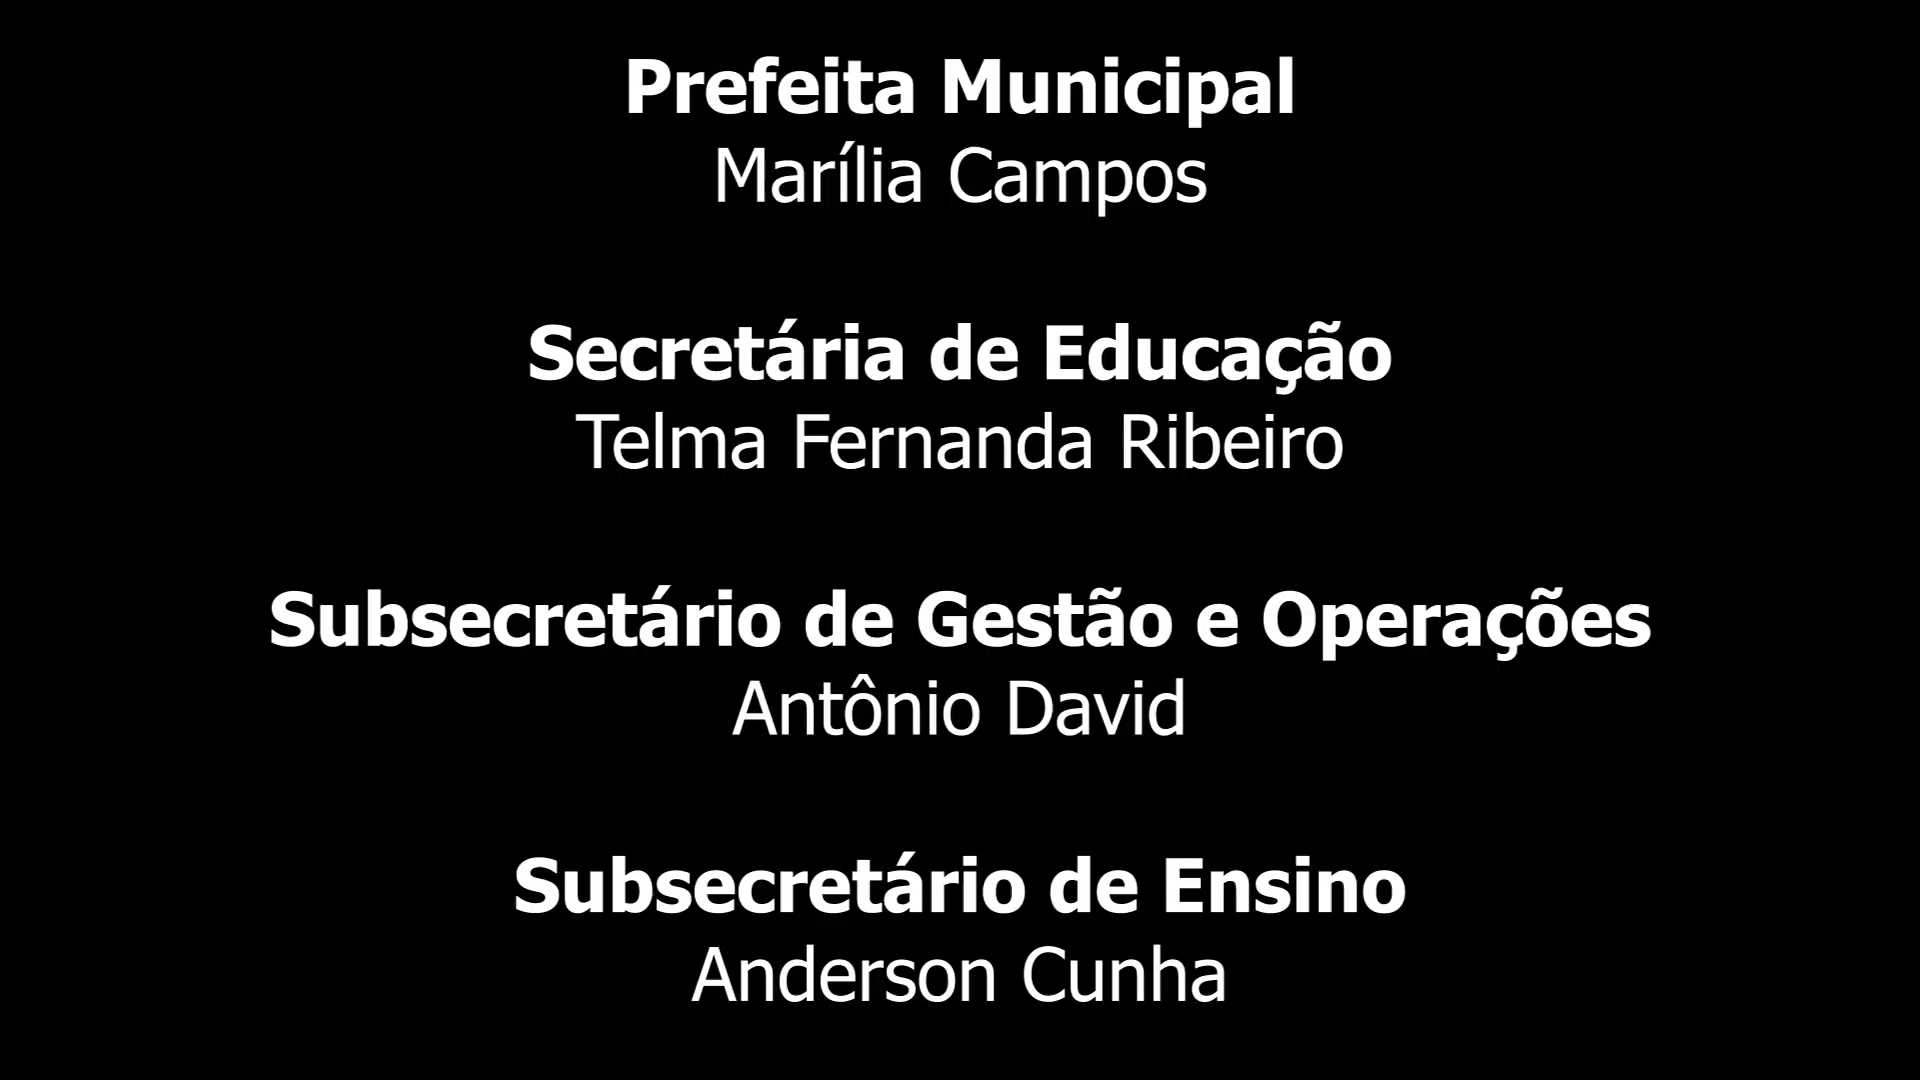 Prefeita Municipal
Marília Campos
Secretária de Educação
Telma Fernanda Ribeiro
Subsecretário de Gestão e Operações
Antônio David
Subsecretário de Ensino
Anderson Cunha